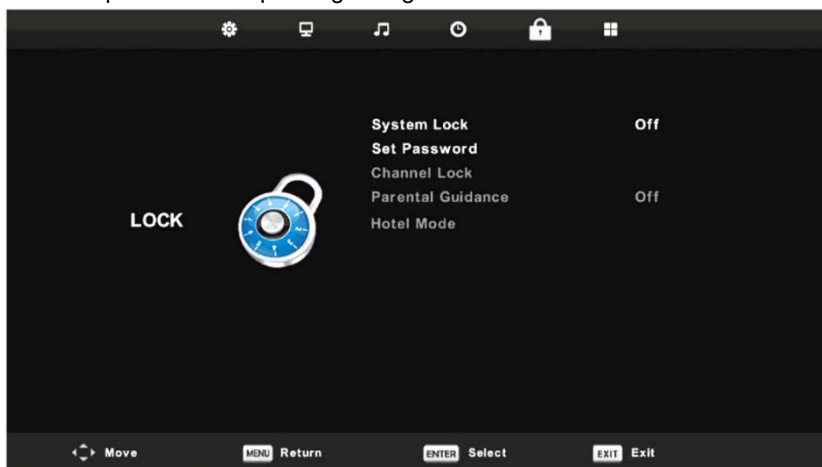 System Lock Off
Set Password
Channel Lock
Parental Guidance Off
LOCK
Hotel Mode
Move MENU Return ENTER Select EXIT Exit